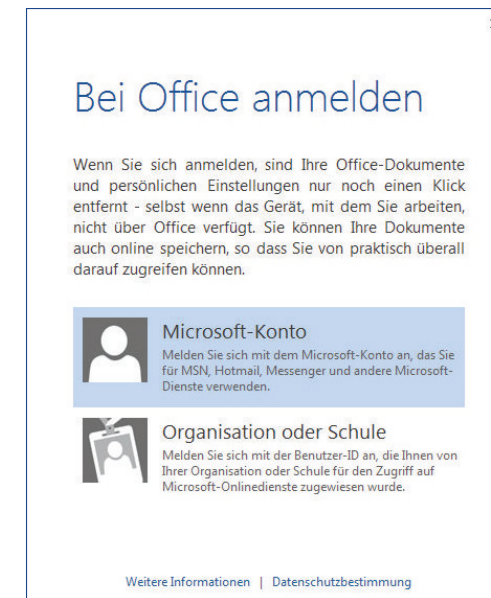 Bei Office anmelden
Wenn Sie sich anmelden, sind Ihre Office-Dokumente
und persönlichen Einstellungen nur noch einen Klick
entfernt - selbst wenn das Gerät, mit dem Sie arbeiten,
nicht über Office verfügt. Sie können Ihre Dokumente
auch online speichern, so dass Sie von praktisch überall
darauf zugreifen können.
Microsoft-Konto
Melden Sie sich mit dem Microsoft-Konto an, das Sie
für MSN, Hotmail, Messenger und andere Microsoft-
Dienste verwenden.
Organisation oder Schule
Melden Sie sich mit der Benutzer-ID an, die Ihnen von
Ihrer Organisation oder Schule für den Zugriff auf
Microsoft-Onlinedienste zugewiesen wurde.
Weitere Informationen | Datenschutzbestimmung